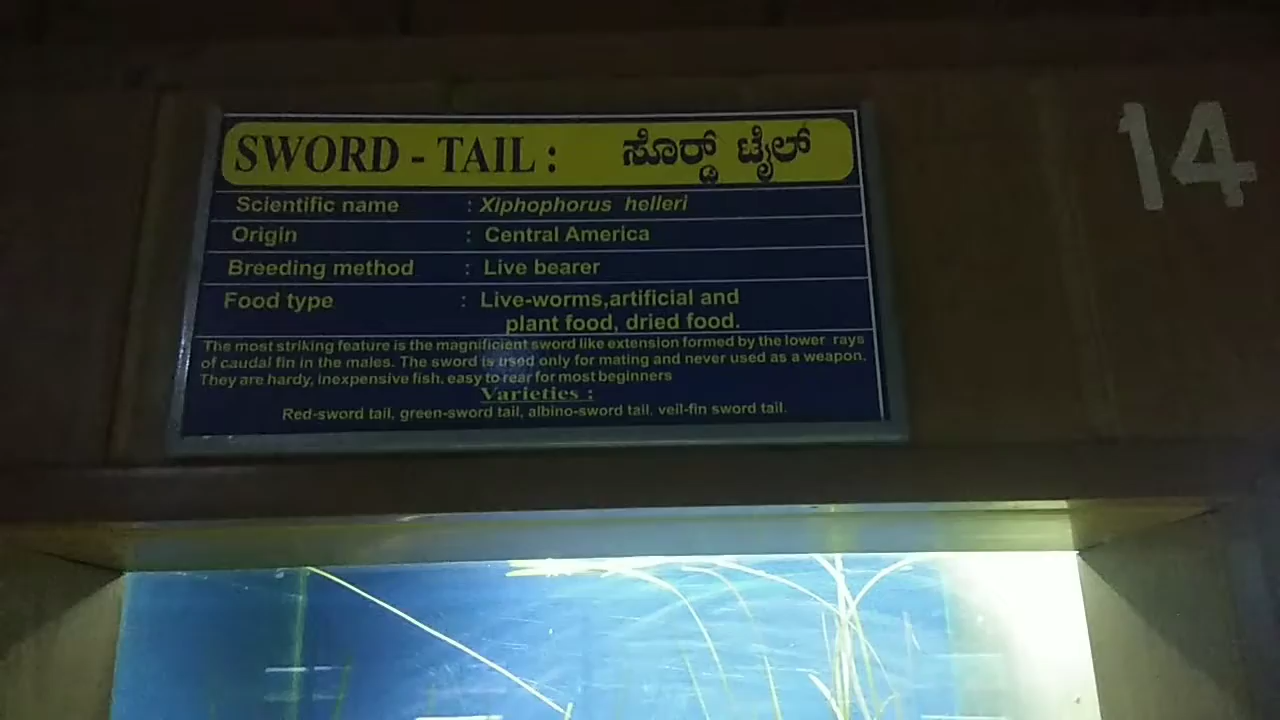 SWORD - TAIL : ಸೊರ್ಡ್ ಟೈಲ್
14
Scientific name : Xiphophorus helleri
Origin : Central America
Breeding method : Live bearer
Food type : Live-worms,artificial and
plant food, dried food.
The most striking feature is the magnificient sword like extension formed by the lower rays
of caudal fin in the males. The sword is used only for mating and never used as a weapon.
They are hardy, inexpensive fish, easy to rear for most beginners
Varieties :
Red-sword tail, green-sword tail, albino-sword tail, veil-fin sword tail.